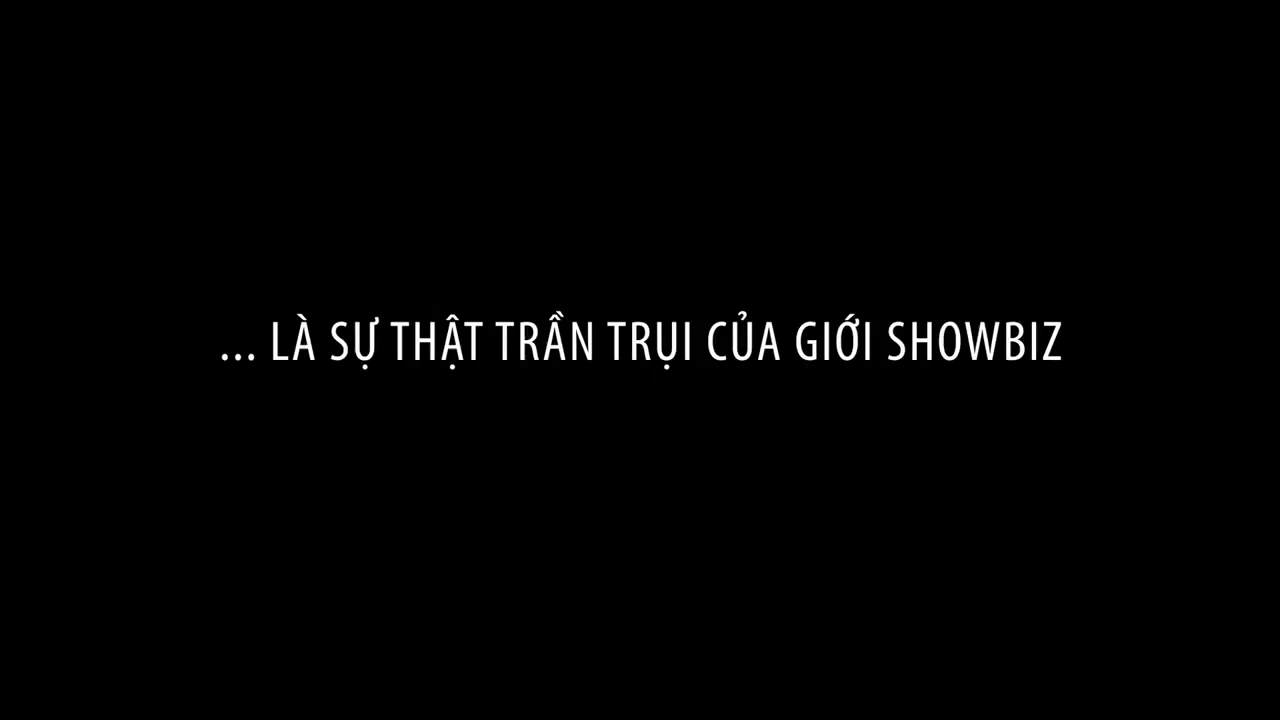 ... LÀ SỰ THẬT TRẦN TRỤI CỦA GIỚI SHOWBIZ